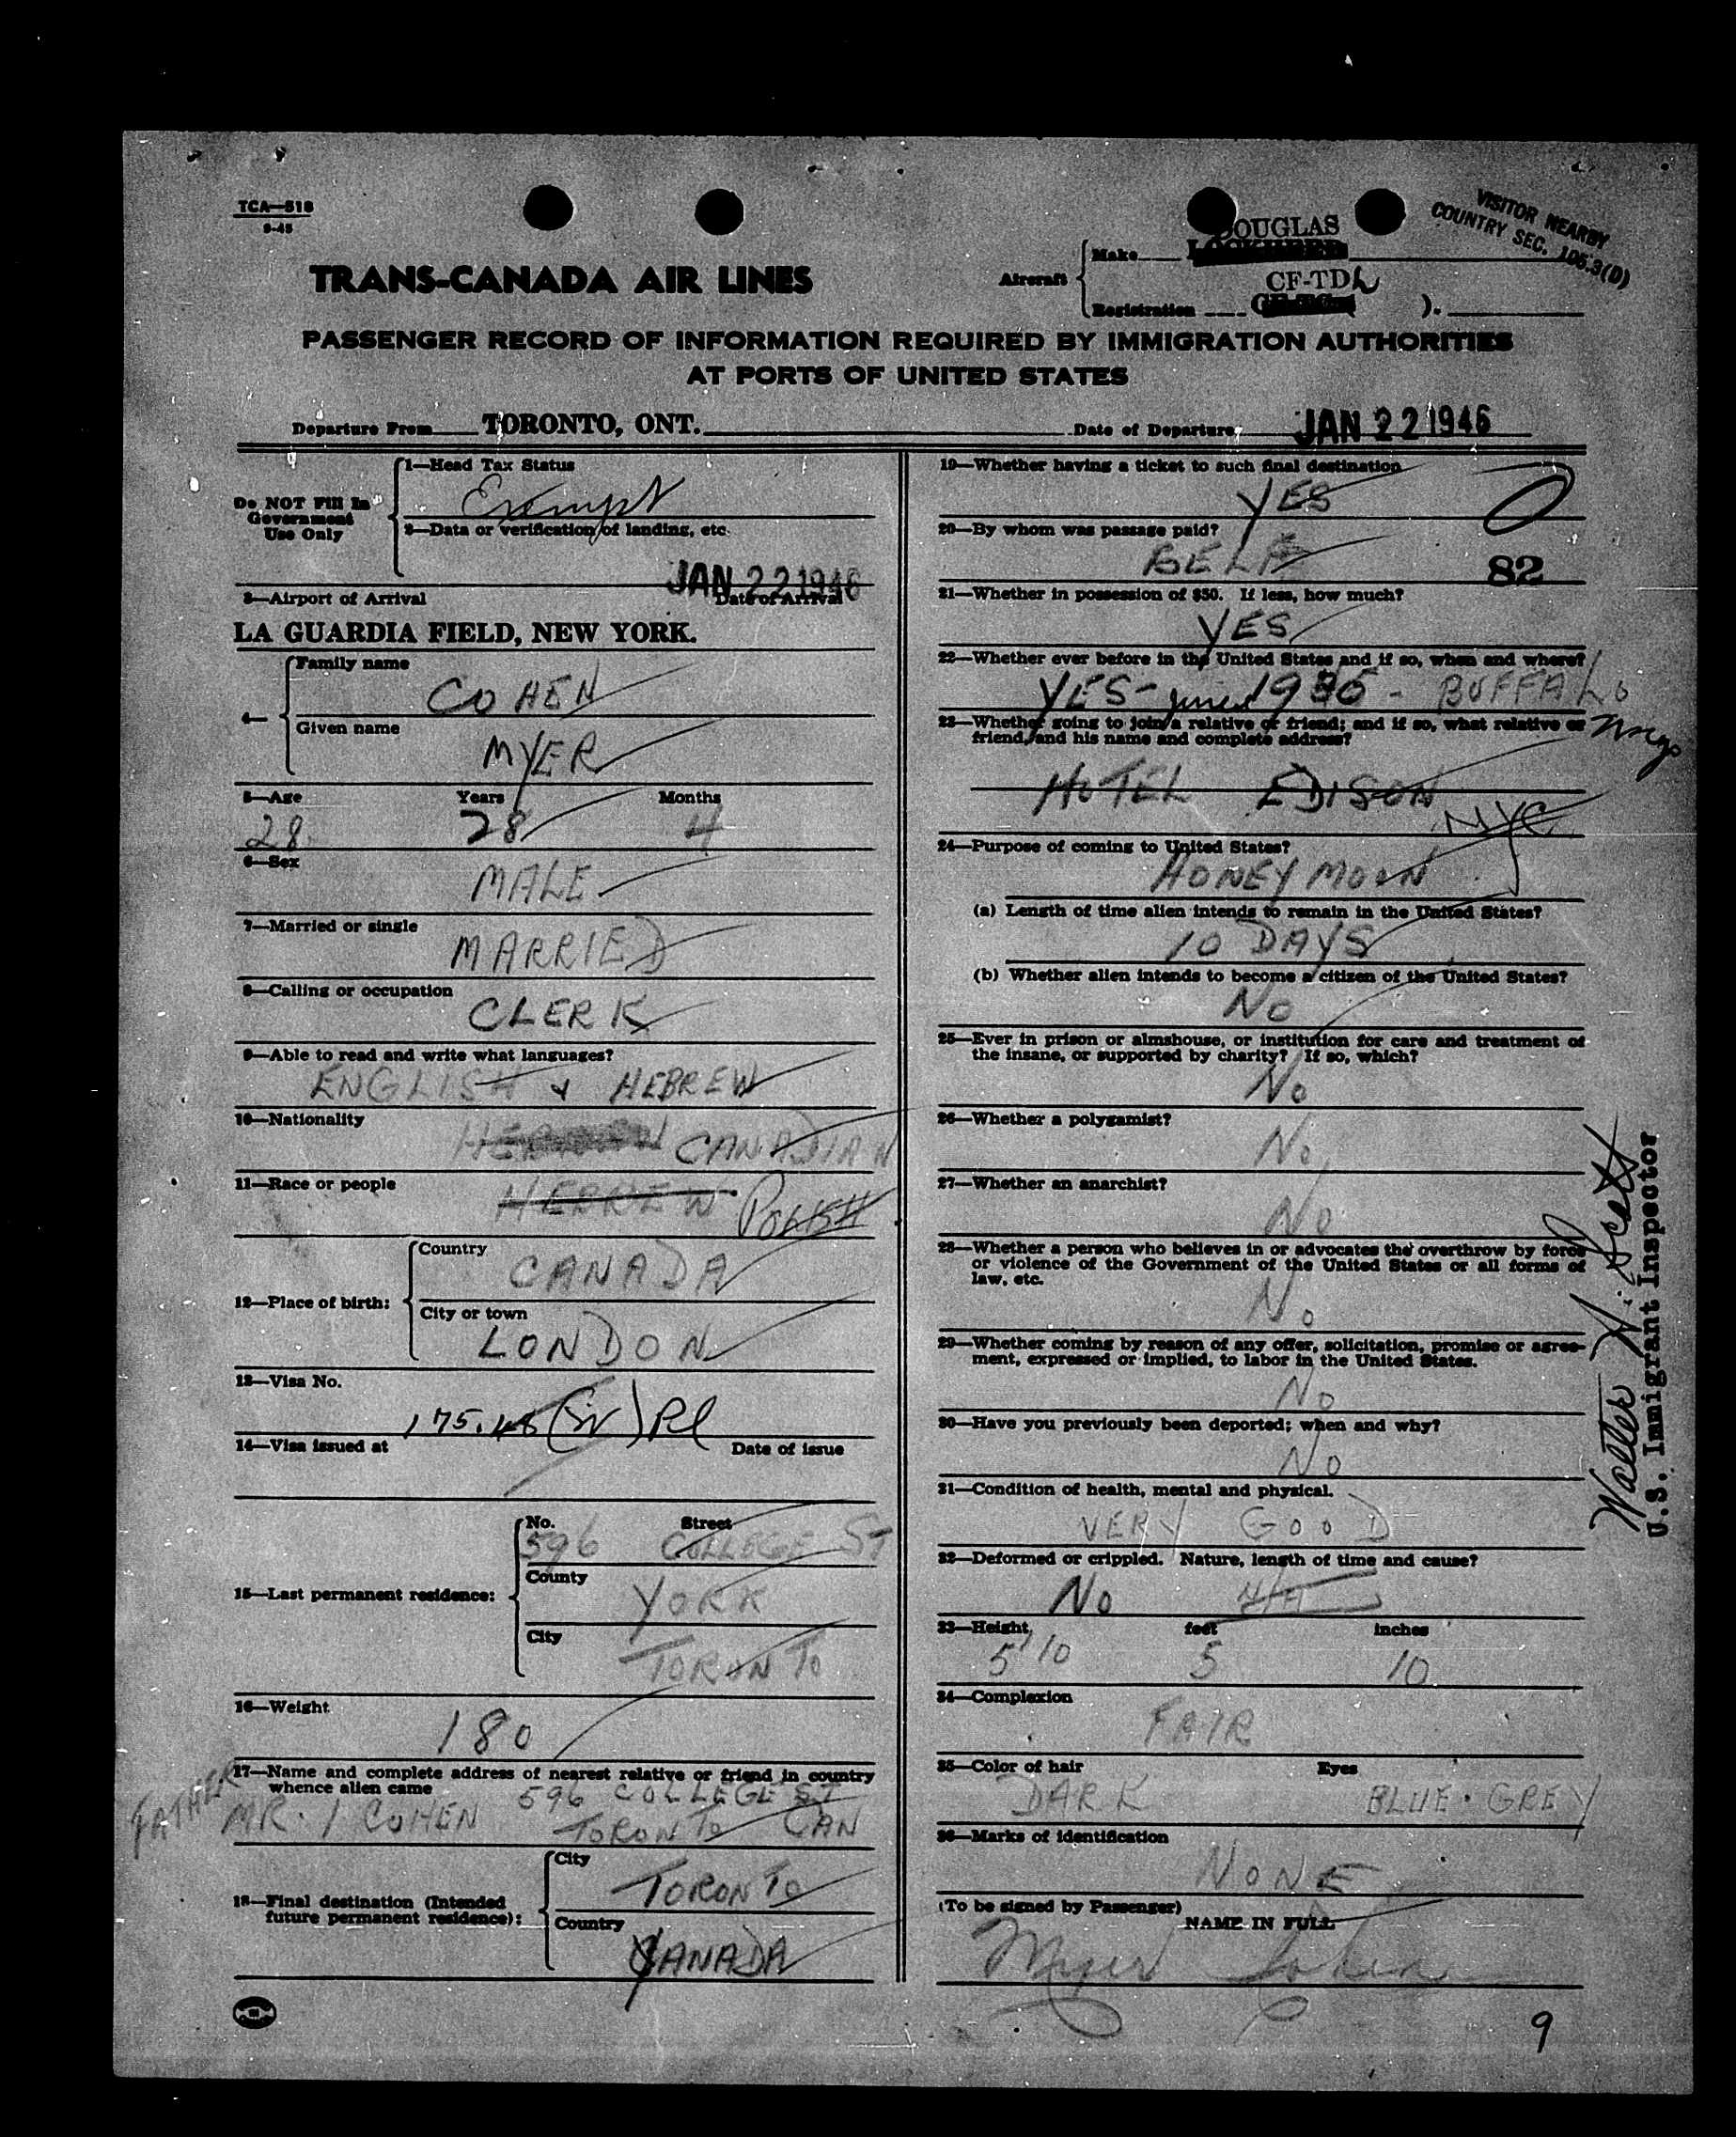 TCA—518
9-45
VISITOR NEARBY
COUNTRY SEC. 105.3(D)
DOUGLAS
Aircraft
Make
CF-TDL
Registration
).
TRANS-CANADA AIR LINES
PASSENGER RECORD OF INFORMATION REQUIRED BY IMMIGRATION AUTHORITIES
AT PORTS OF UNITED STATES
Departure From TORONTO, ONT. Date of Departure JAN 22 1946
Do NOT Fill In
Government
Use Only
1—Head Tax Status
Exempt
2—Data or verification of landing, etc.
JAN 22 1946
3—Airport of Arrival Date of Arrival
LA GUARDIA FIELD, NEW YORK.
4—
Family name
COHEN
Given name
MYER
5—Age Years Months
28 28 4
6—Sex
MALE
7—Married or single
MARRIED
8—Calling or occupation
CLERK
9—Able to read and write what languages?
ENGLISH & HEBREW
10—Nationality
CANADIAN
11—Race or people
HEBREW POLISH
12—Place of birth:
Country
CANADA
City or town
LONDON
13—Visa No.
14—Visa issued at Date of issue
15—Last permanent residence:
No. Street
596 COLLEGE ST
County
YORK
City
TORONTO
16—Weight
180
17—Name and complete address of nearest relative or friend in country
whence alien came
596 COLLEGE ST
FATHER MR. I COHEN TORONTO CAN
18—Final destination (Intended
future permanent residence):
City
TORONTO
Country
CANADA
19—Whether having a ticket to such final destination
YES
20—By whom was passage paid?
SELF
82
21—Whether in possession of $50. If less, how much?
YES
22—Whether ever before in the United States and if so, when and where?
YES - June 1936 - BUFFALO
23—Whether going to join a relative or friend; and if so, what relative or
friend, and his name and complete address?
HOTEL EDISON
NYC
24—Purpose of coming to United States?
HONEYMOON
(a) Length of time alien intends to remain in the United States?
10 DAYS
(b) Whether alien intends to become a citizen of the United States?
NO
25—Ever in prison or almshouse, or institution for care and treatment of
the insane, or supported by charity? If so, which?
NO
26—Whether a polygamist?
NO
27—Whether an anarchist?
NO
28—Whether a person who believes in or advocates the overthrow by force
or violence of the Government of the United States or all forms of
law, etc.
NO
29—Whether coming by reason of any offer, solicitation, promise or agree-
ment, expressed or implied, to labor in the United States.
NO
30—Have you previously been deported; when and why?
NO
31—Condition of health, mental and physical.
VERY GOOD
32—Deformed or crippled. Nature, length of time and cause?
NO
33—Height, feet inches
5'10 5 10
34—Complexion
FAIR
35—Color of hair Eyes
DARK BLUE-GREY
36—Marks of identification
NONE
(To be signed by Passenger)
NAME IN FULL
Myer Cohen
9
Walter H. Scott
U.S. Immigrant Inspector